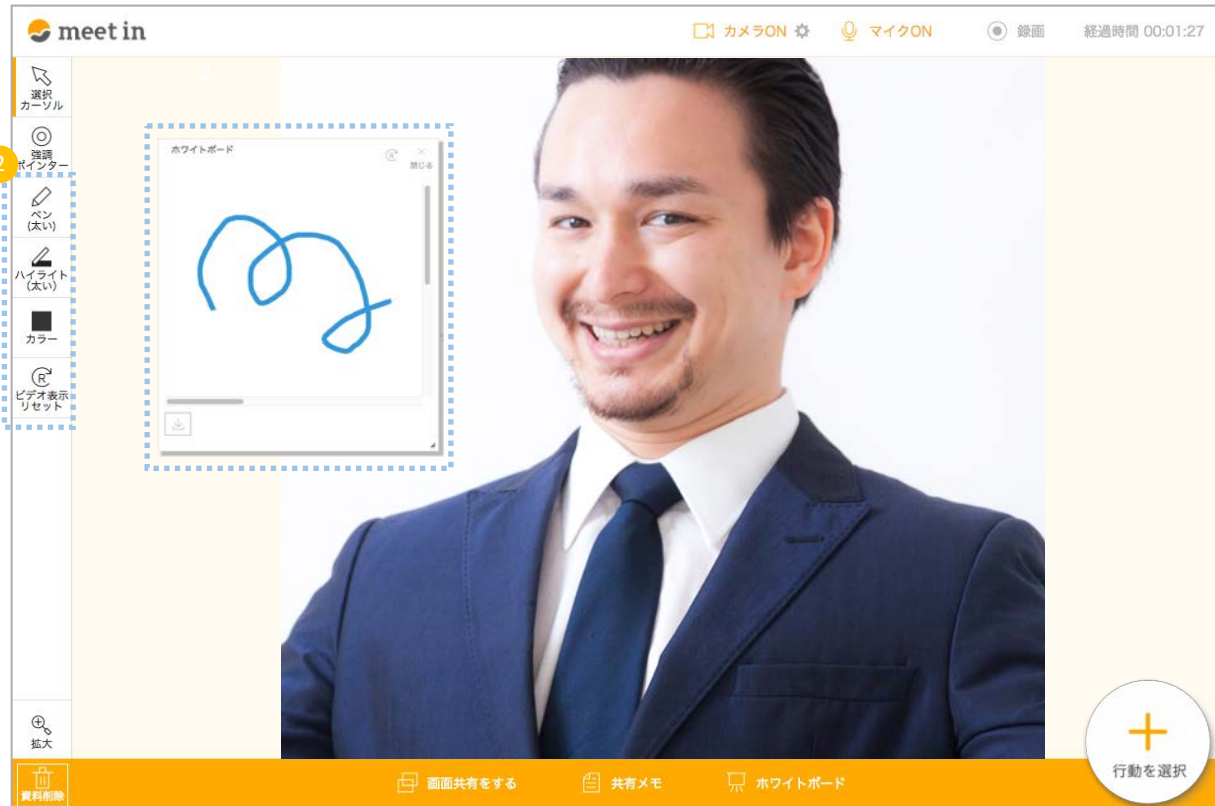 meet in
カメラON
マイクON
録画
経過時間 00:01:27
選択
カーソル
強調
ポインター
2
ペン
(太い)
ハイライト
(太い)
カラー
R
ビデオ表示
リセット
ホワイトボード
R
閉じる
拡大
資料削除
画面共有をする
共有メモ
ホワイトボード
行動を選択